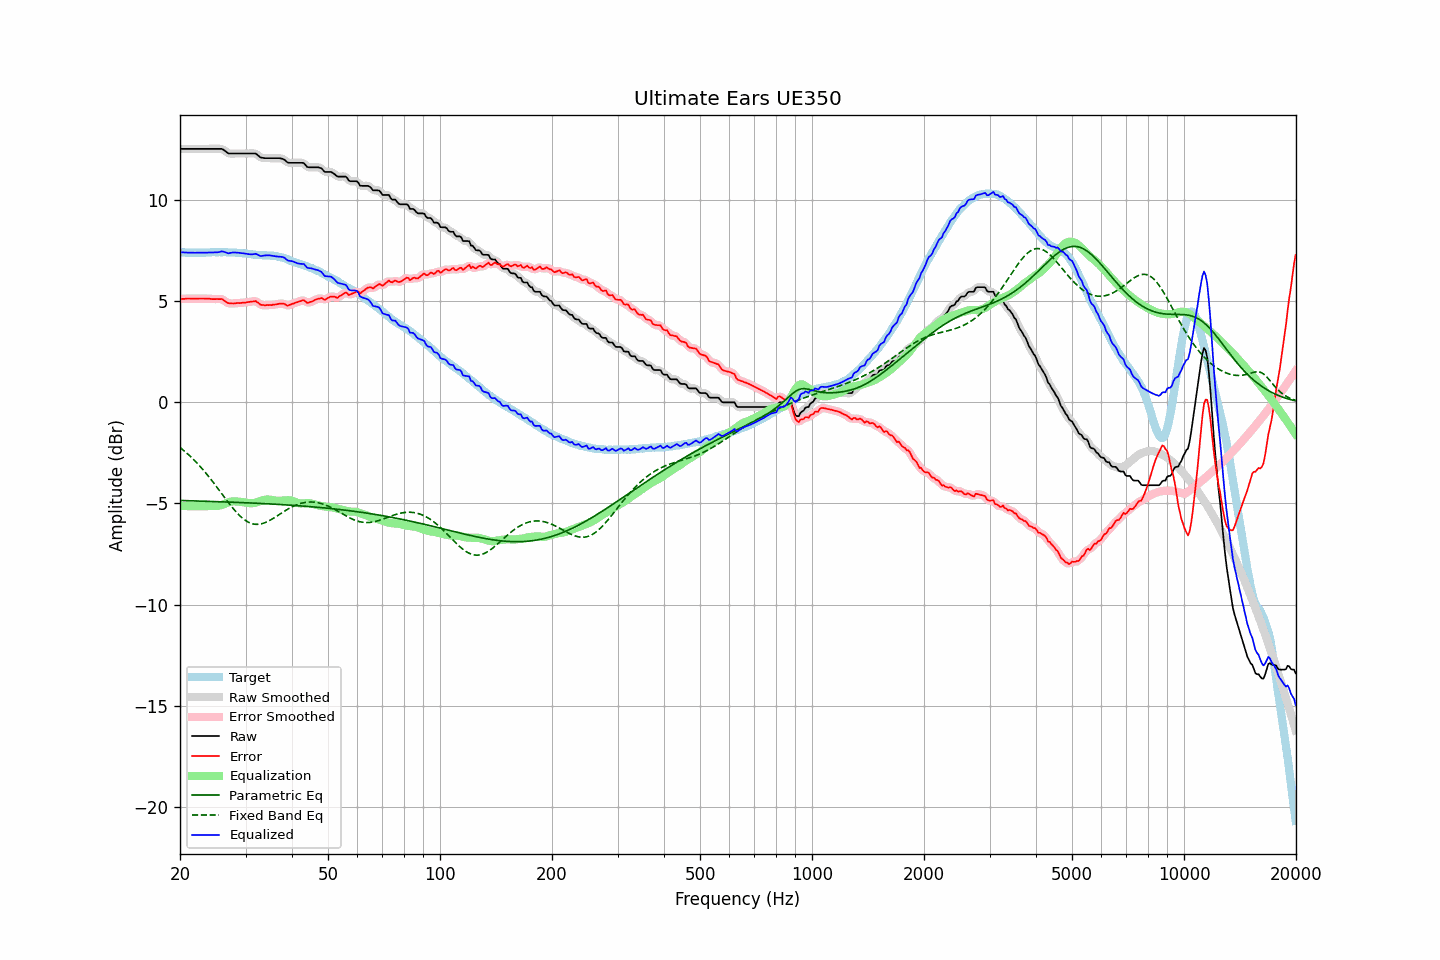 Ultimate Ears UE350
Amplitude (dBr)
10
5
0
−5
−10
−15
−20
Target
Raw Smoothed
Error Smoothed
Raw
Error
Equalization
Parametric Eq
Fixed Band Eq
Equalized
20 50 100 200 500 1000 2000 5000 10000 20000
Frequency (Hz)